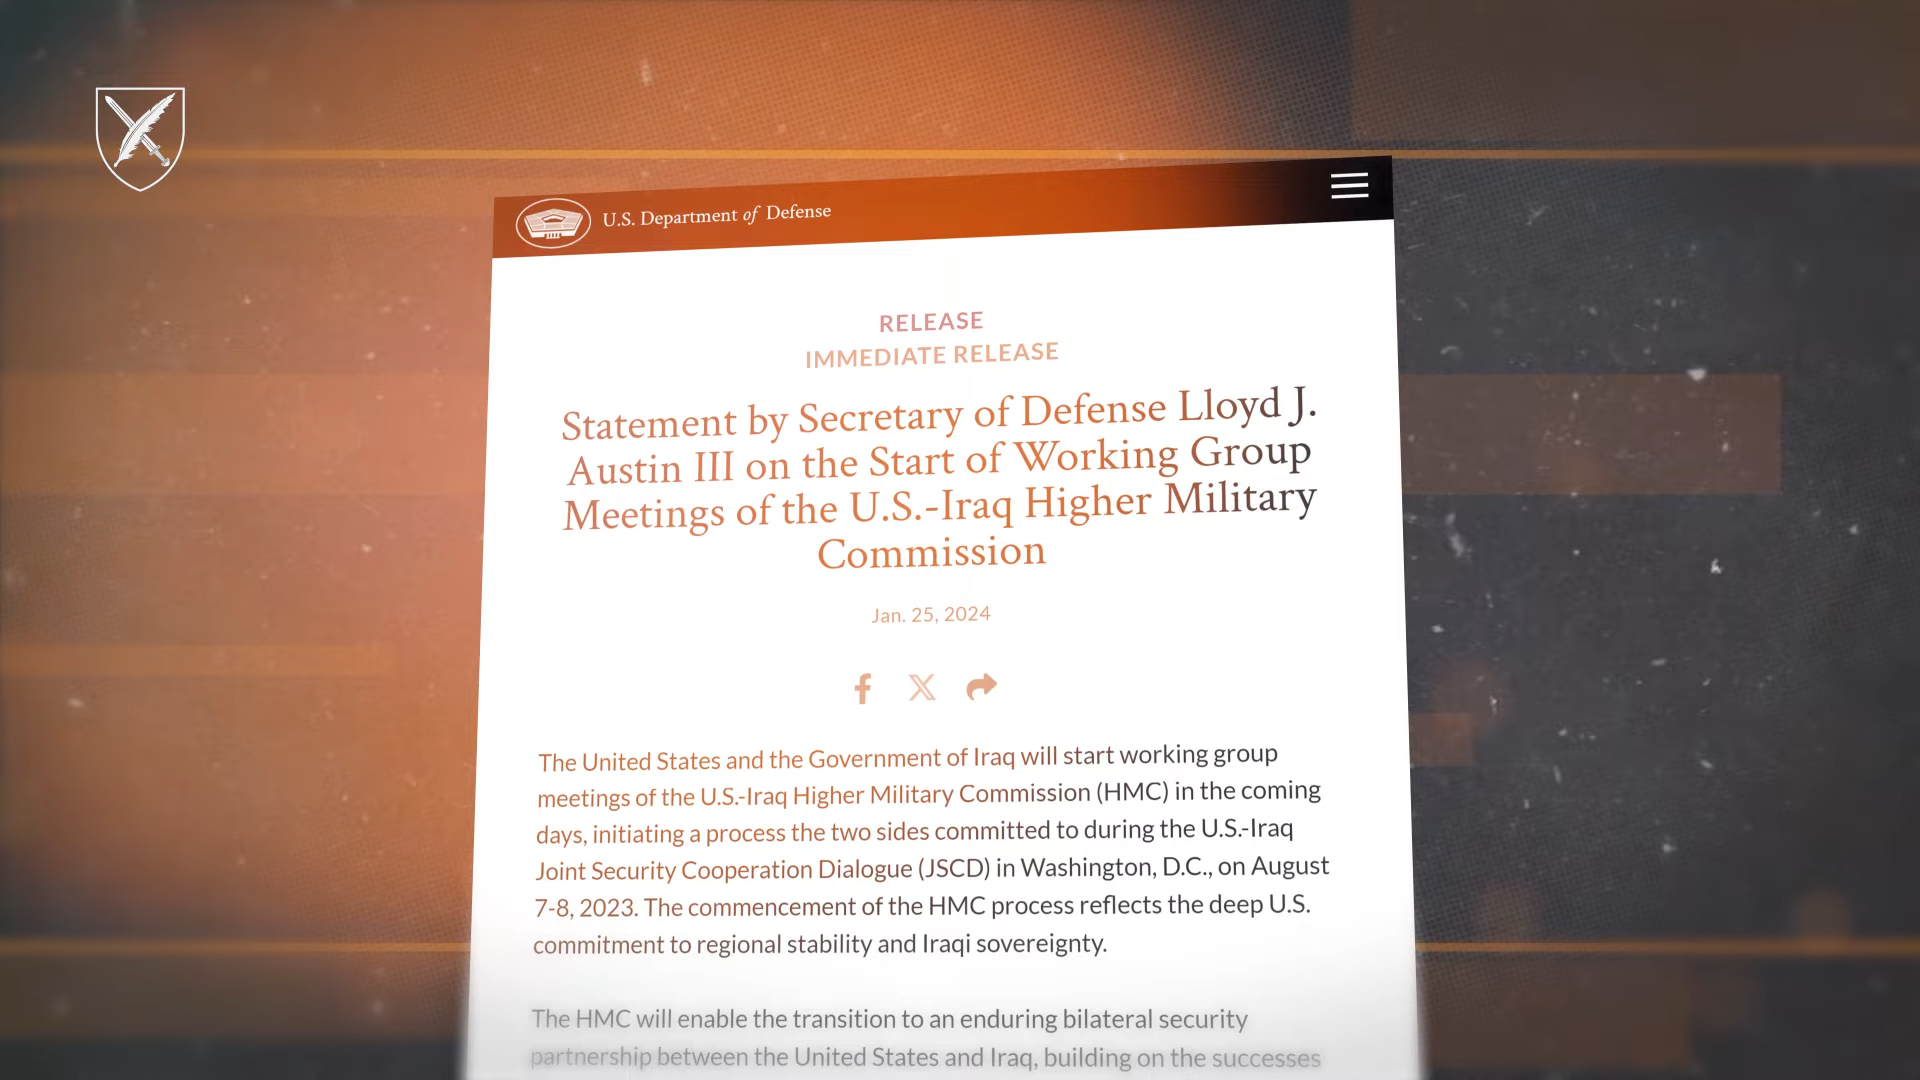 U.S. Department of Defense
RELEASE
IMMEDIATE RELEASE
Statement by Secretary of Defense Lloyd J.
Austin III on the Start of Working Group
Meetings of the U.S.-Iraq Higher Military
Commission
Jan. 25, 2024
The United States and the Government of Iraq will start working group
meetings of the U.S.-Iraq Higher Military Commission (HMC) in the coming
days, initiating a process the two sides committed to during the U.S.-Iraq
Joint Security Cooperation Dialogue (JSCD) in Washington, D.C., on August
7-8, 2023. The commencement of the HMC process reflects the deep U.S.
commitment to regional stability and Iraqi sovereignty.
The HMC will enable the transition to an enduring bilateral security
partnership between the United States and Iraq, building on the successes